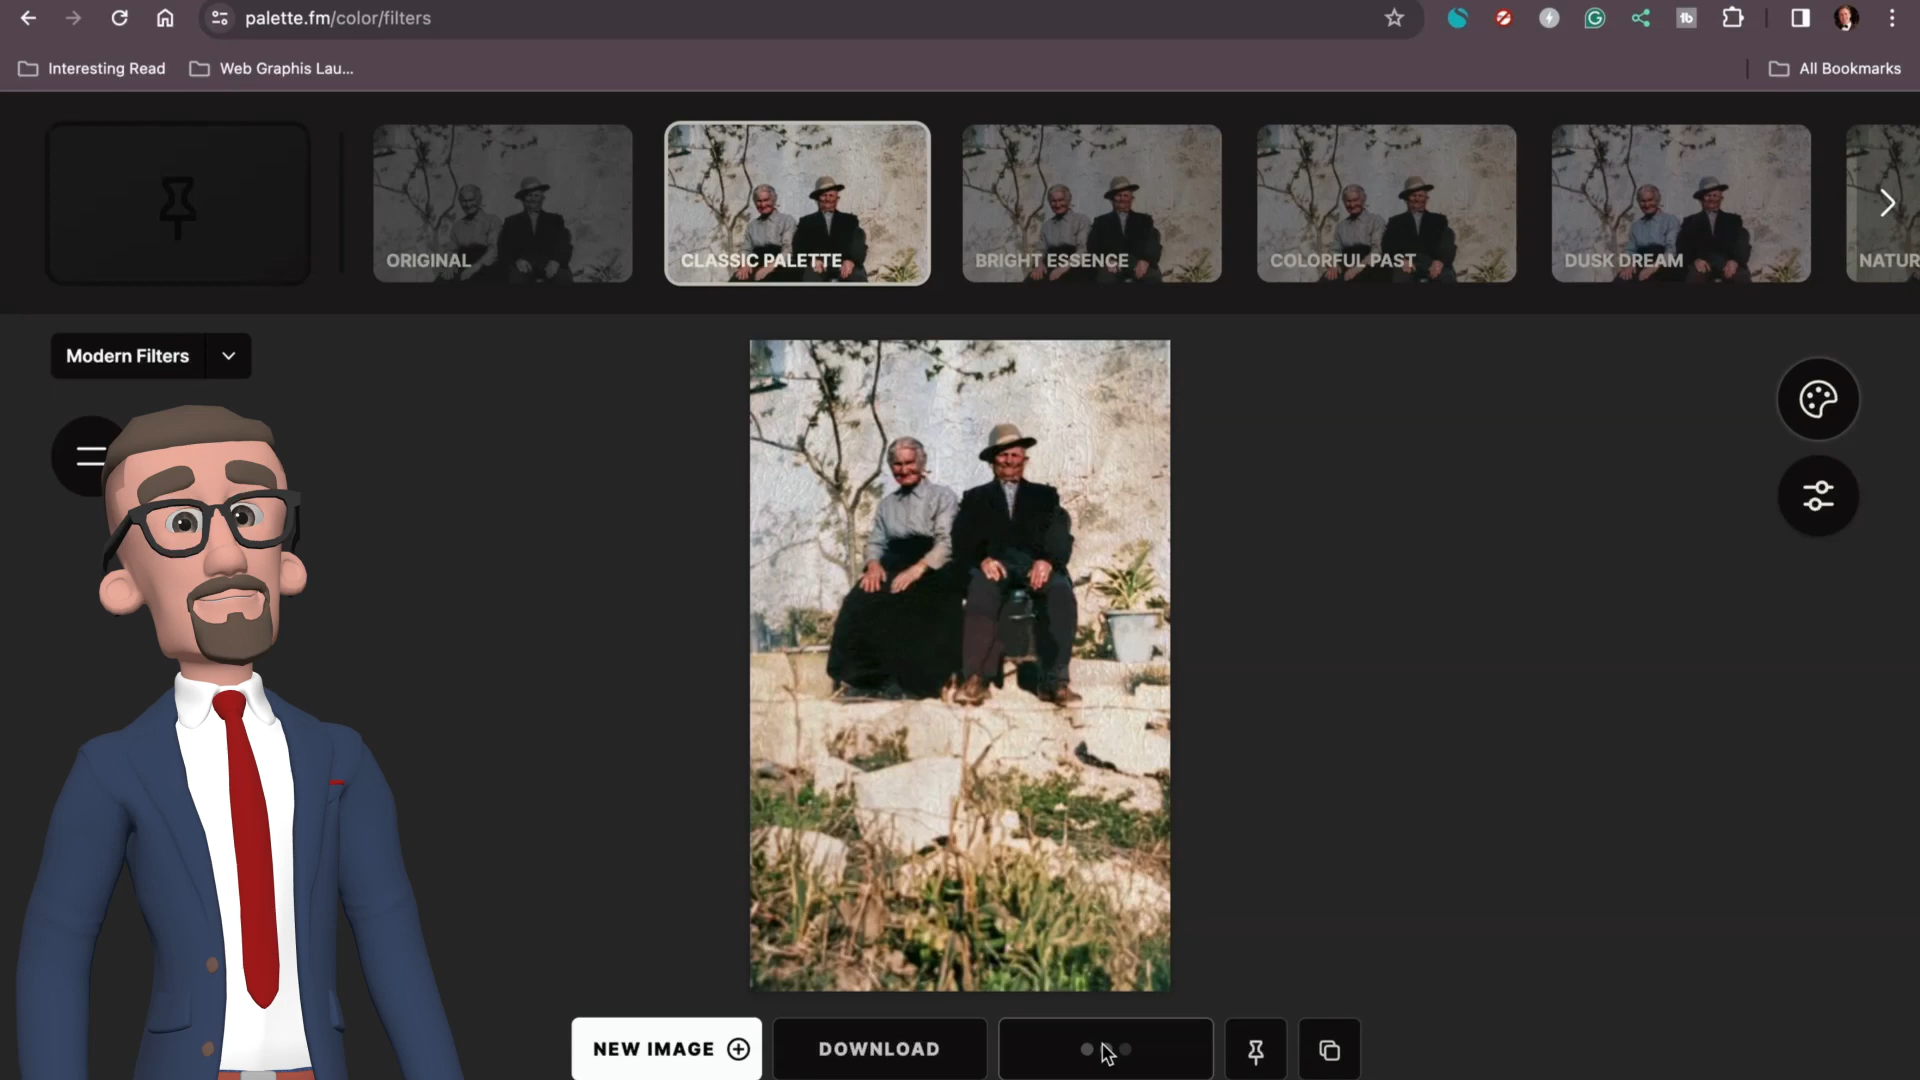 palette.fm/color/filters
Interesting Read
Web Graphis Lau...
All Bookmarks
ORIGINAL
CLASSIC PALETTE
BRIGHT ESSENCE
COLORFUL PAST
DUSK DREAM
NATUR
Modern Filters
NEW IMAGE
DOWNLOAD